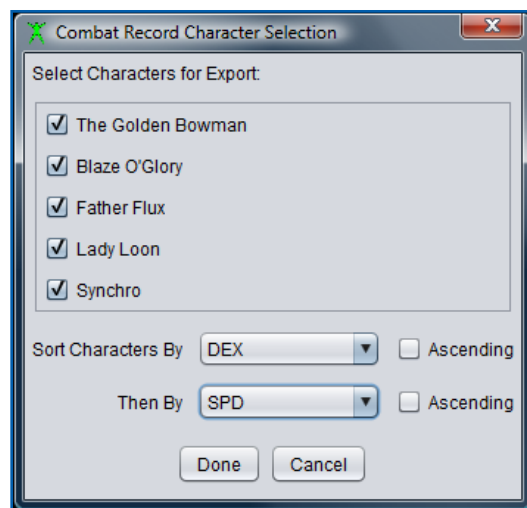 Combat Record Character Selection
Select Characters for Export:
The Golden Bowman
Blaze O'Glory
Father Flux
Lady Loon
Synchro
Sort Characters By DEX Ascending
Then By SPD Ascending
Done Cancel